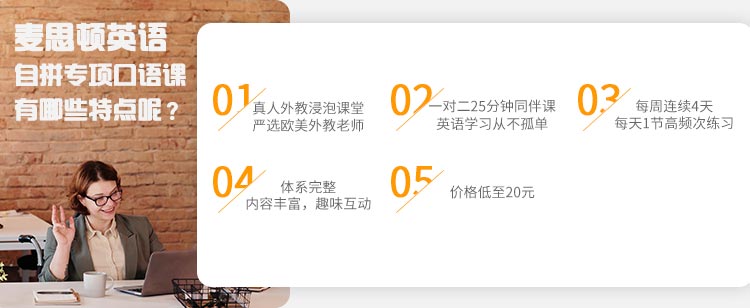 麦思顿英语
自拼专项口语课
有哪些特点呢？
01
真人外教浸泡课堂
严选欧美外教老师
02
一对二25分钟同伴课
英语学习从不孤单
03
每周连续4天
每天1节高频次练习
04
体系完整
内容丰富，趣味互动
05
价格低至20元